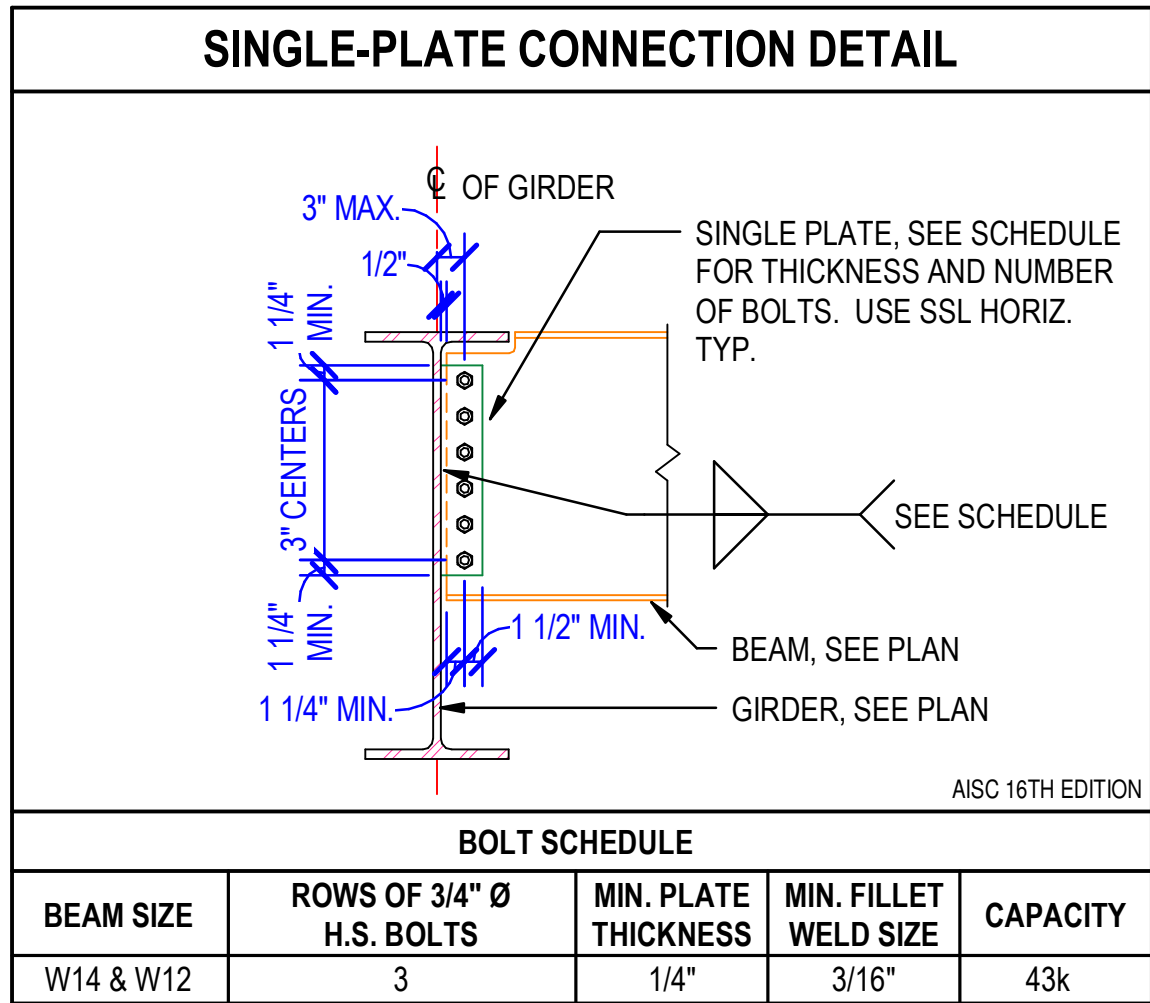 SINGLE-PLATE CONNECTION DETAIL
℄ OF GIRDER
3" MAX.
1/2"
SINGLE PLATE, SEE SCHEDULE
FOR THICKNESS AND NUMBER
OF BOLTS. USE SSL HORIZ.
TYP.
1 1/4"
MIN.
3" CENTERS
1 1/4"
MIN.
SEE SCHEDULE
1 1/2" MIN.
1 1/4" MIN.
BEAM, SEE PLAN
GIRDER, SEE PLAN
AISC 16TH EDITION
BOLT SCHEDULE
BEAM SIZE
ROWS OF 3/4" Ø
H.S. BOLTS
MIN. PLATE
THICKNESS
MIN. FILLET
WELD SIZE
CAPACITY
W14 & W12 3 1/4" 3/16" 43k